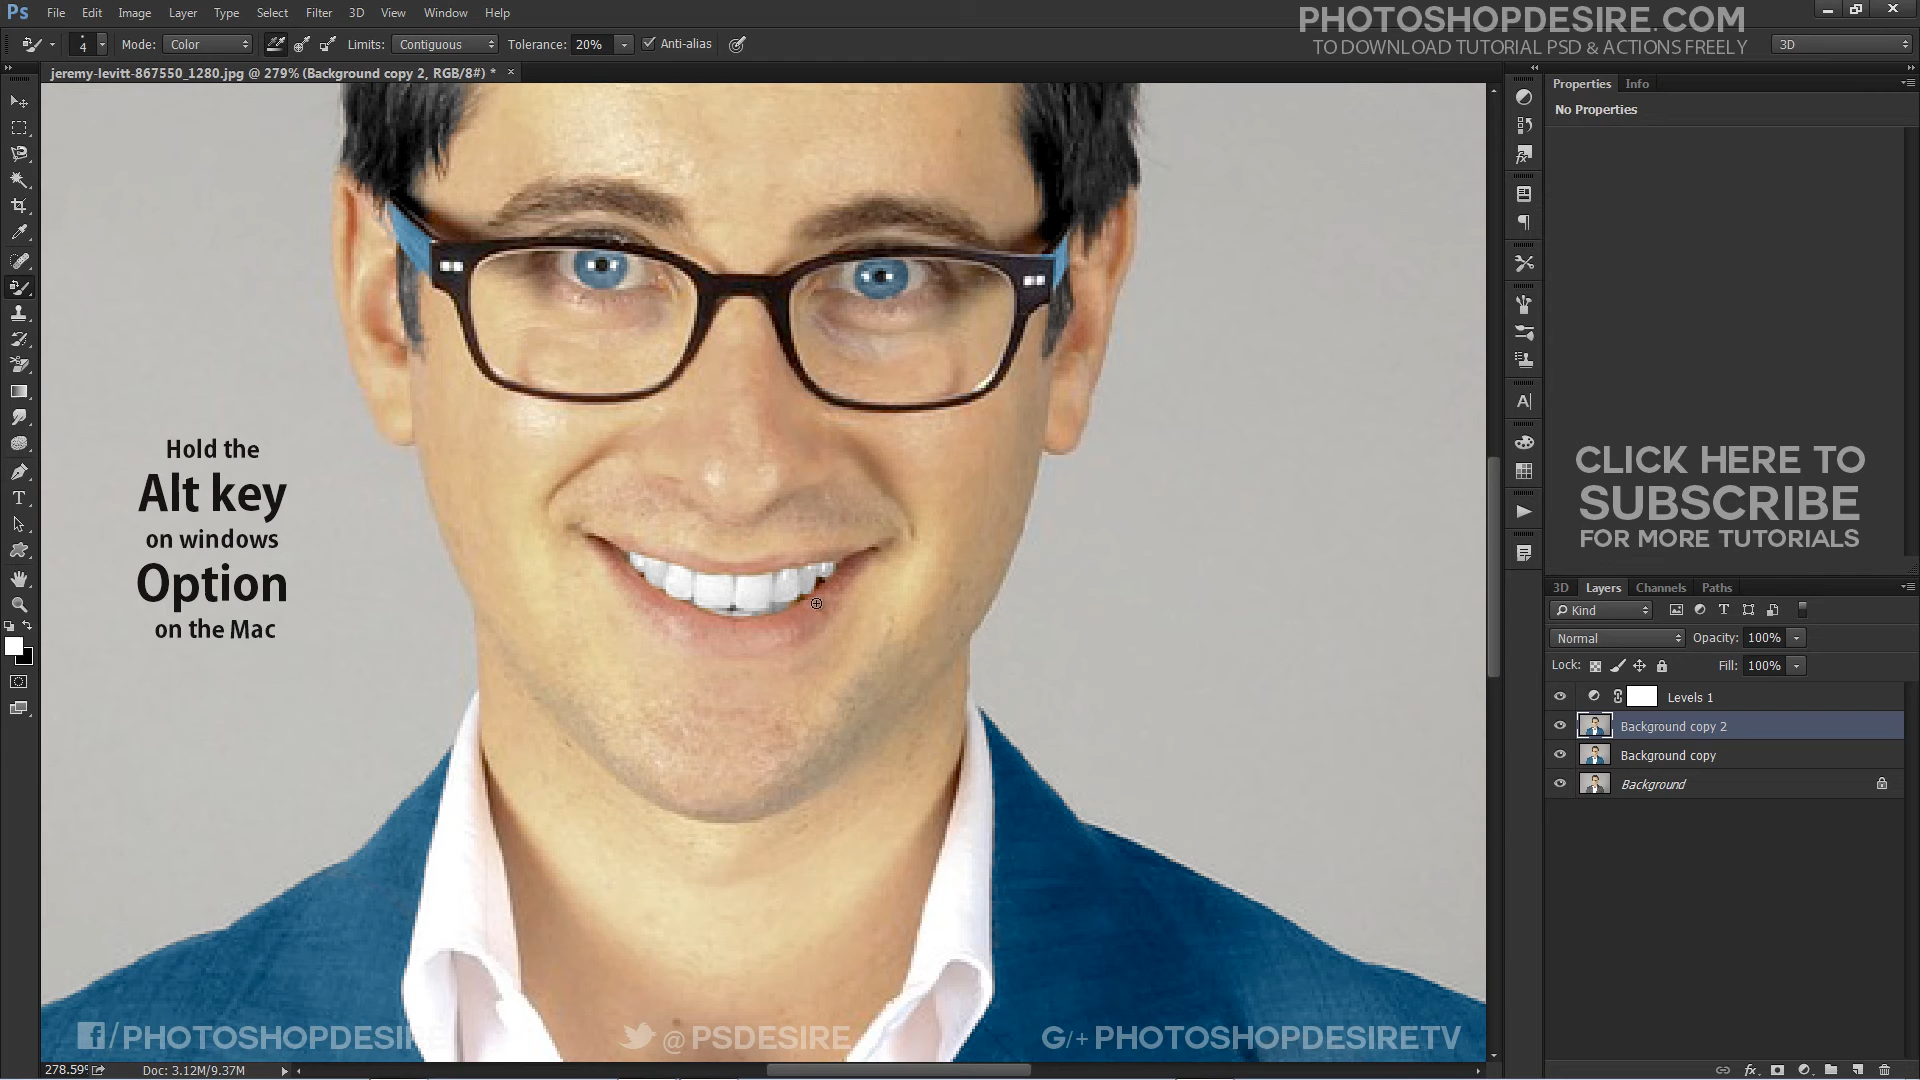 Ps File Edit Image Layer Type Select Filter 3D View Window Help
PHOTOSHOPDESIRE.COM
TO DOWNLOAD TUTORIAL PSD & ACTIONS FREELY
4 Mode: Color Limits: Contiguous Tolerance: 20% Anti-alias 3D
jeremy-levitt-867550_1280.jpg @ 279% (Background copy 2, RGB/8#) * ×
Properties Info
No Properties
Hold the
Alt key
on windows
Option
on the Mac
CLICK HERE TO
SUBSCRIBE
FOR MORE TUTORIALS
3D Layers Channels Paths
Kind
Normal Opacity: 100%
Lock: Fill: 100%
Levels 1
Background copy 2
Background copy
Background
f/PHOTOSHOPDESIRE
@PSDESIRE
G/+PHOTOSHOPDESIRETV
278.59% Doc: 3.12M/9.37M